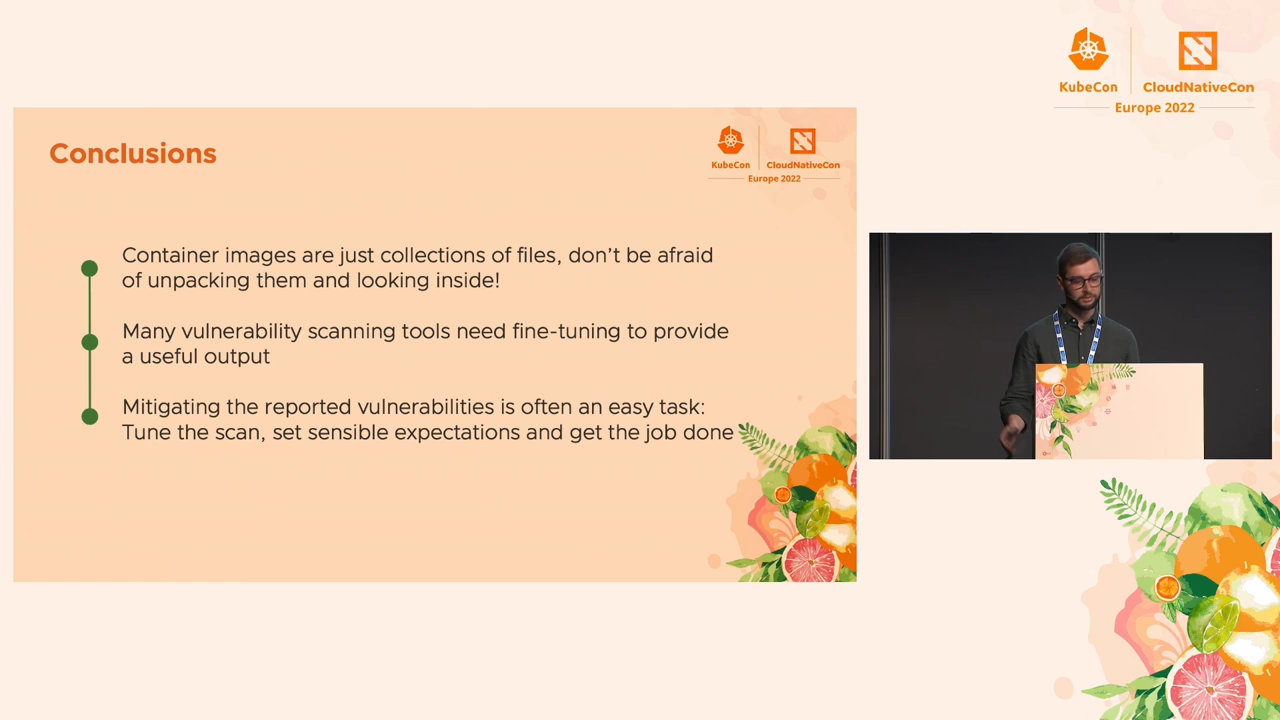 KubeCon
CloudNativeCon
Europe 2022
Conclusions
KubeCon
CloudNativeCon
Europe 2022
Container images are just collections of files, don’t be afraid
of unpacking them and looking inside!
Many vulnerability scanning tools need fine-tuning to provide
a useful output
Mitigating the reported vulnerabilities is often an easy task:
Tune the scan, set sensible expectations and get the job done